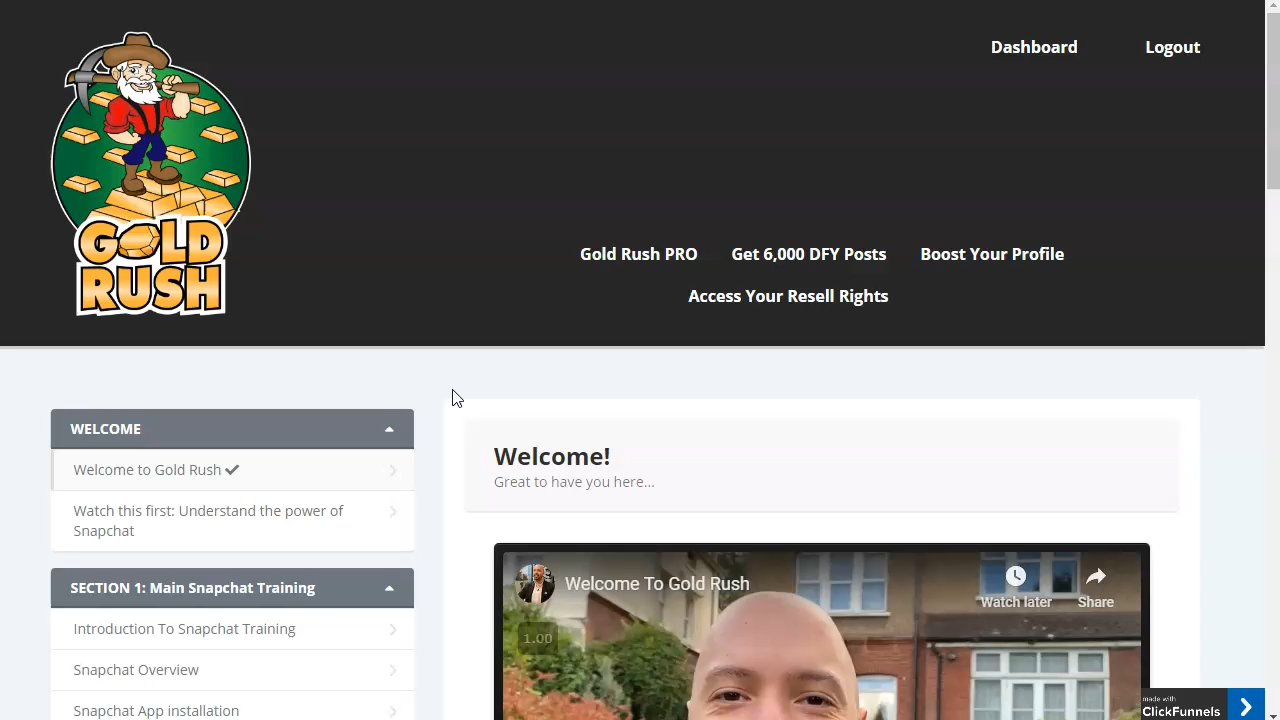 Dashboard
Logout
GOLD
RUSH
Gold Rush PRO
Get 6,000 DFY Posts
Boost Your Profile
Access Your Resell Rights
WELCOME
Welcome to Gold Rush
Watch this first: Understand the power of
Snapchat
SECTION 1: Main Snapchat Training
Introduction To Snapchat Training
Snapchat Overview
Snapchat App installation
Welcome!
Great to have you here...
Welcome To Gold Rush
Watch later
Share
1.00
made with
ClickFunnels